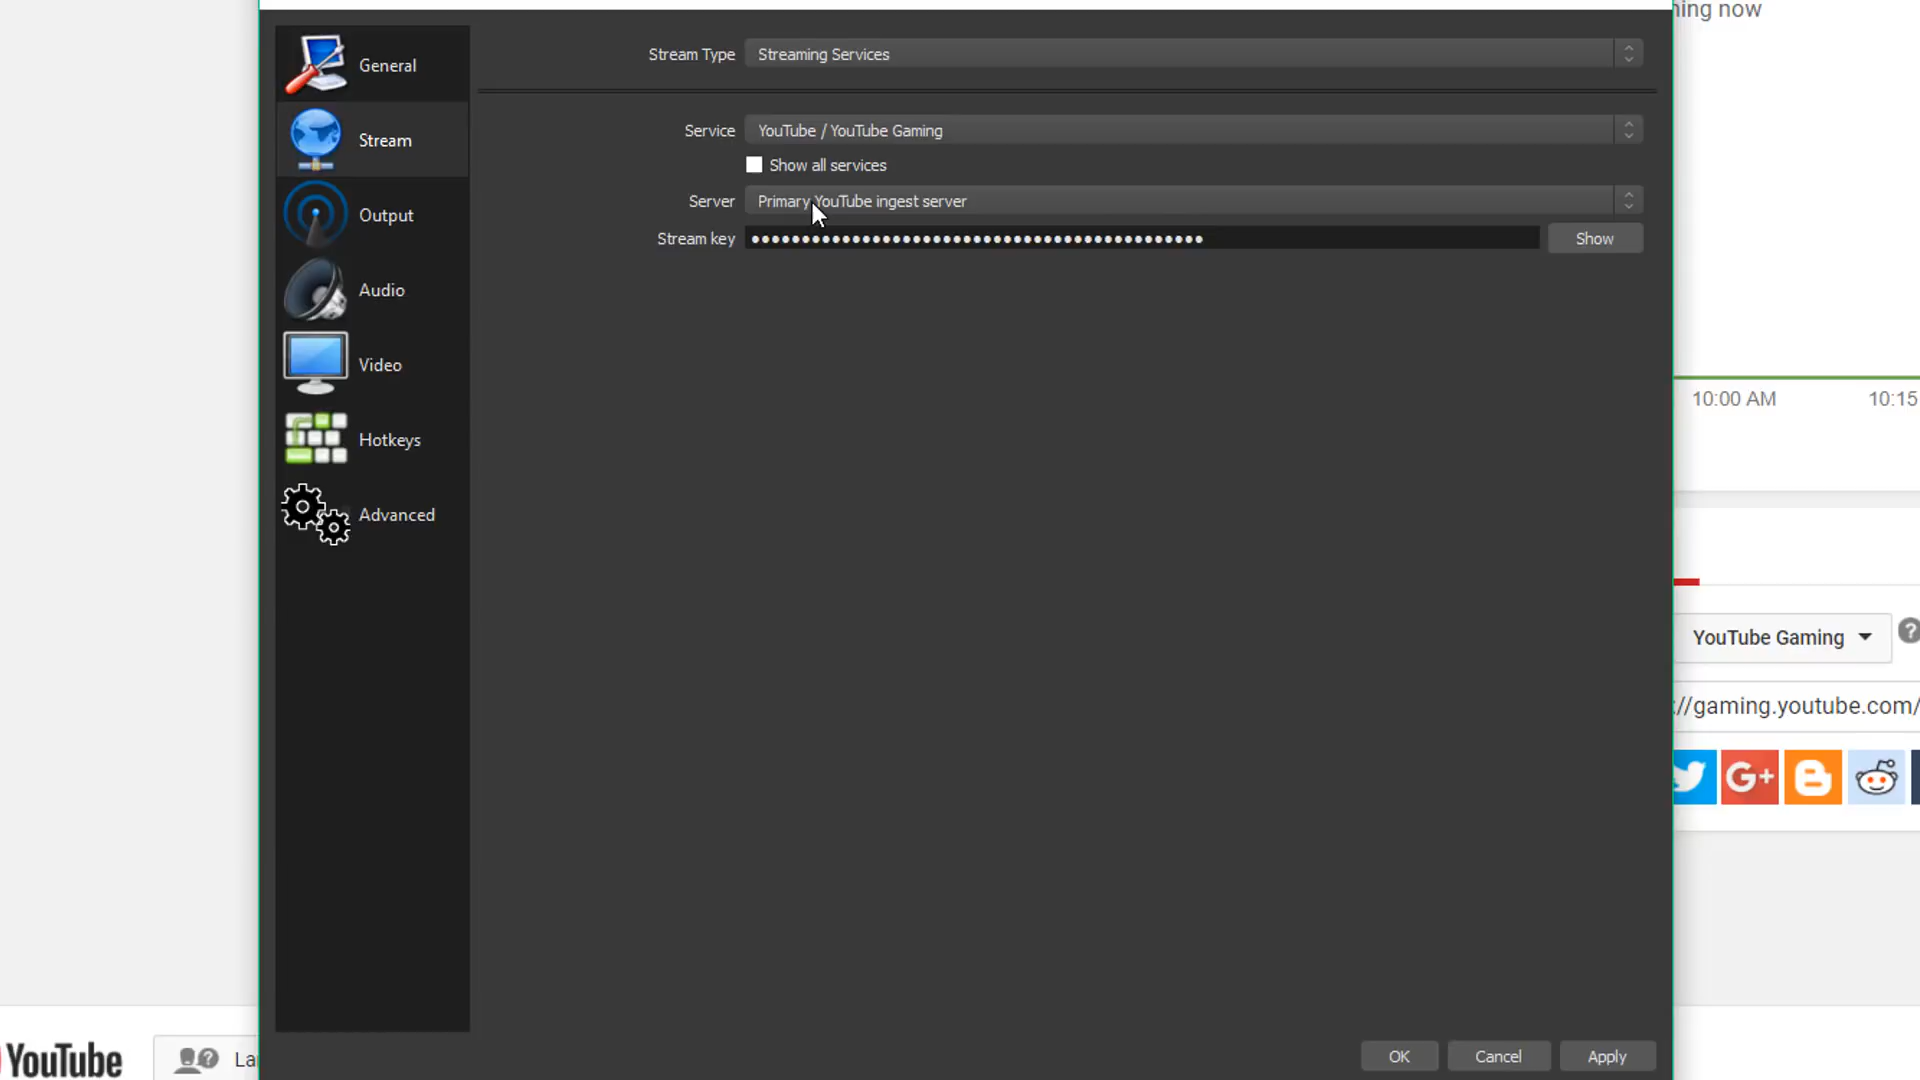 ning now
General
Stream Type Streaming Services
Stream
Service YouTube / YouTube Gaming
Show all services
Output
Server Primary YouTube ingest server
Stream key ••••••••••••••••••••••••••••••••••••••••••••• Show
Audio
Video
Hotkeys
Advanced
10:00 AM 10:15
YouTube Gaming
://gaming.youtube.com/
G+
YouTube
La
OK Cancel Apply